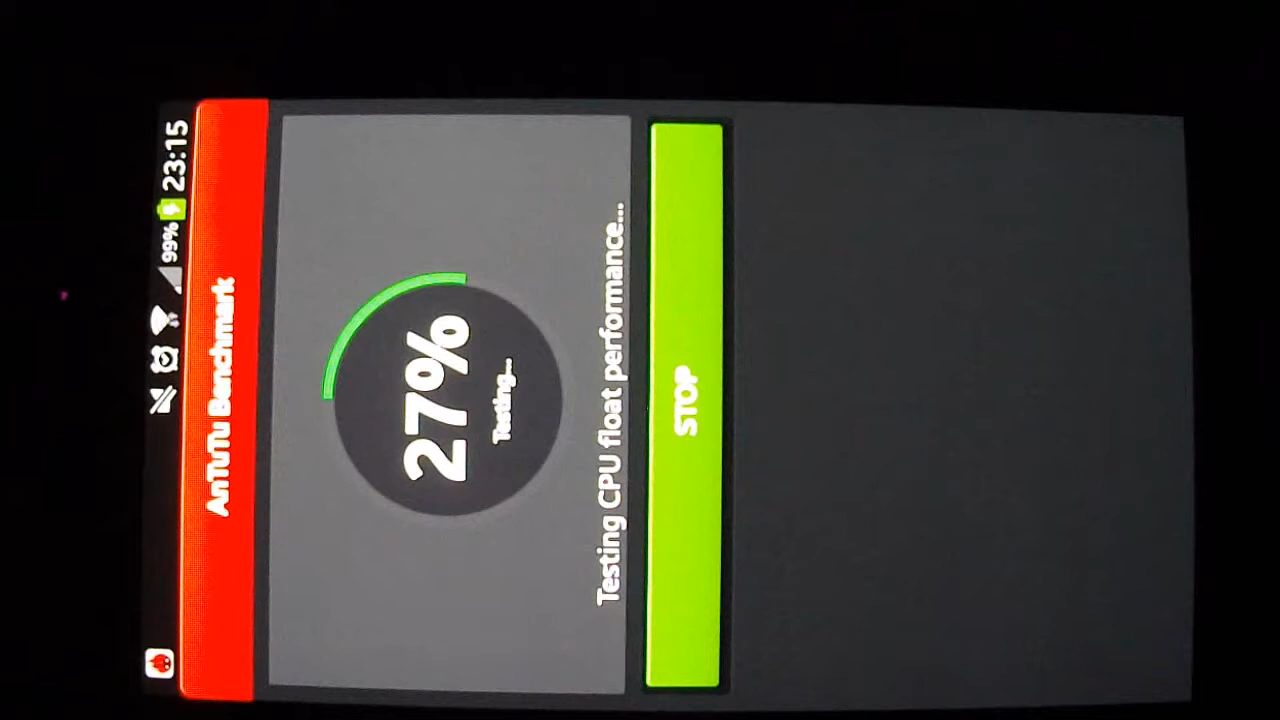 99% 23:15
AnTuTu Benchmark
27%
Testing...
Testing CPU float performance...
STOP